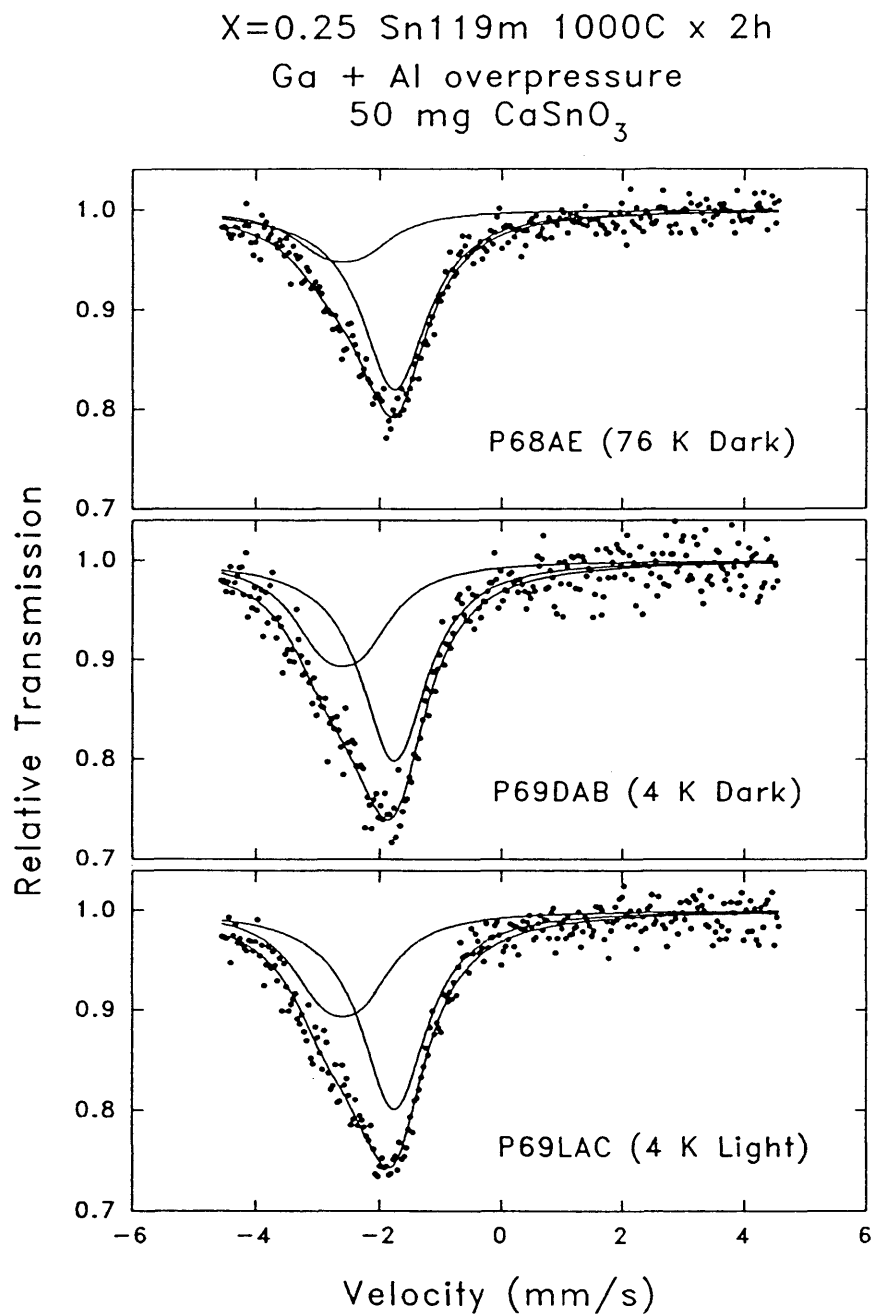 X=0.25 Sn119m 1000C x 2h
Ga + Al overpressure
50 mg CaSnO₃
1.0
0.9
0.8
0.7
P68AE (76 K Dark)
1.0
0.9
0.8
0.7
P69DAB (4 K Dark)
1.0
0.9
0.8
0.7
P69LAC (4 K Light)
−6 −4 −2 0 2 4 6
Relative Transmission
Velocity (mm/s)